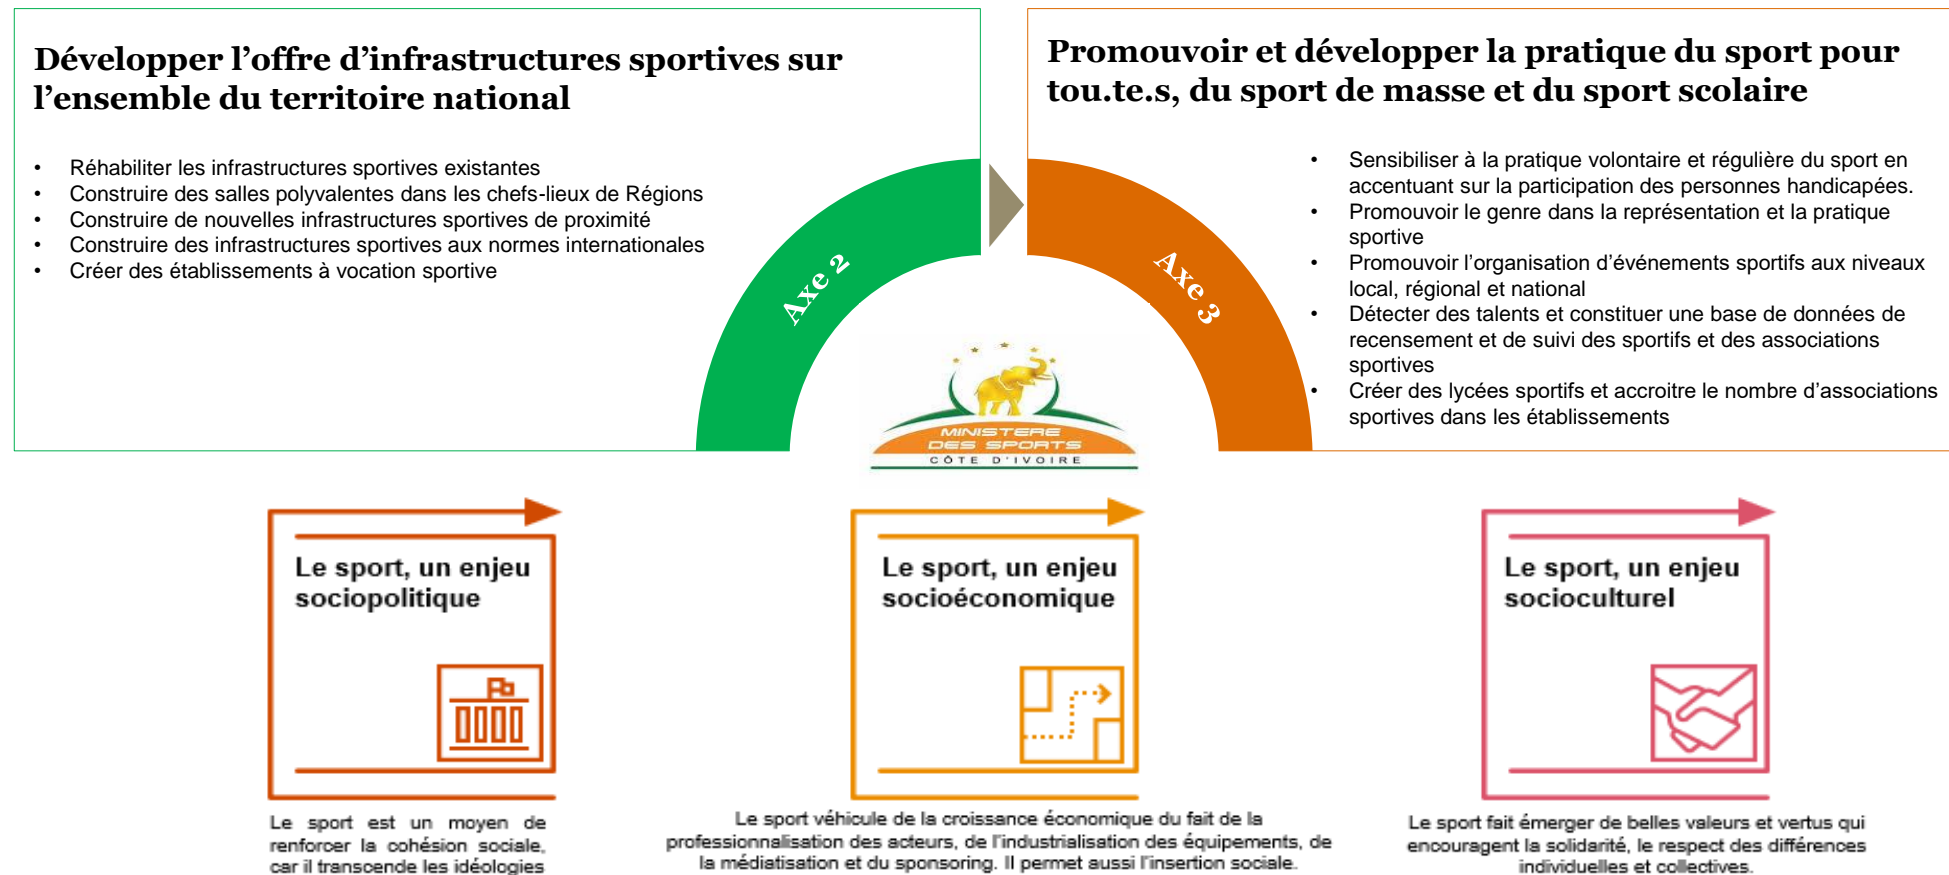 Développer l’offre d’infrastructures sportives sur
l’ensemble du territoire national
• Réhabiliter les infrastructures sportives existantes
• Construire des salles polyvalentes dans les chefs-lieux de Régions
• Construire de nouvelles infrastructures sportives de proximité
• Construire des infrastructures sportives aux normes internationales
• Créer des établissements à vocation sportive
Axe 2
Promouvoir et développer la pratique du sport pour
tou.te.s, du sport de masse et du sport scolaire
• Sensibiliser à la pratique volontaire et régulière du sport en
accentuant sur la participation des personnes handicapées.
• Promouvoir le genre dans la représentation et la pratique
sportive
• Promouvoir l’organisation d’événements sportifs aux niveaux
local, régional et national
• Détecter des talents et constituer une base de données de
recensement et de suivi des sportifs et des associations
sportives
• Créer des lycées sportifs et accroitre le nombre d’associations
sportives dans les établissements
Axe 3
MINISTERE
DES SPORTS
CÔTE D'IVOIRE
Le sport, un enjeu
sociopolitique
Le sport est un moyen de
renforcer la cohésion sociale,
car il transcende les idéologies
Le sport, un enjeu
socioéconomique
Le sport véhicule de la croissance économique du fait de la
professionnalisation des acteurs, de l'industrialisation des équipements, de
la médiatisation et du sponsoring. Il permet aussi l'insertion sociale.
Le sport, un enjeu
socioculturel
Le sport fait émerger de belles valeurs et vertus qui
encouragent la solidarité, le respect des différences
individuelles et collectives.